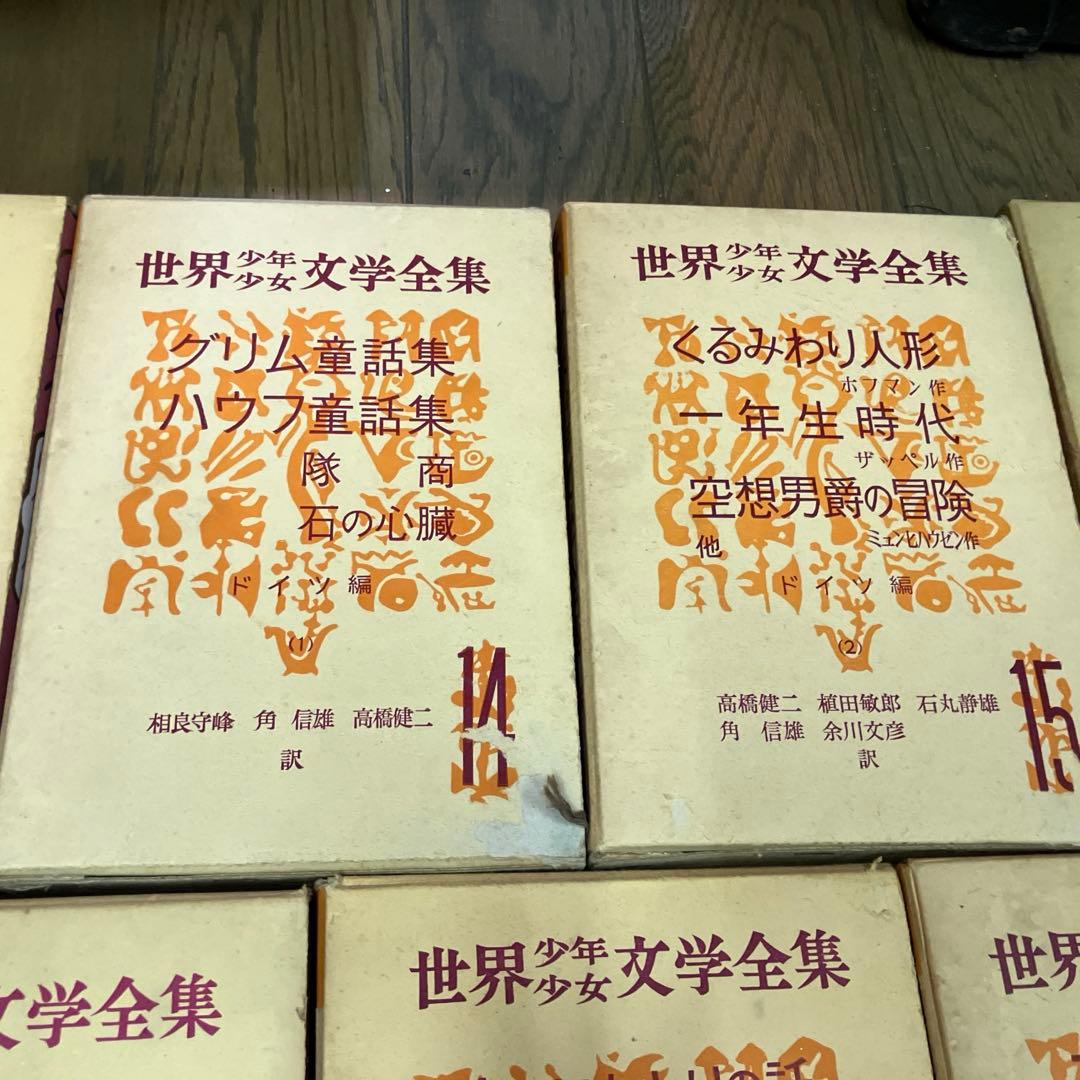 世界少年少女文学全集
グリム童話集
ハウフ童話集
隊商
石の心臓
ドイツ編
(1)
14
相良守峰 角信雄 高橋健二
訳
世界少年少女文学全集
くるみわり人形
ホフマン作
一年生時代
ザッペル作
空想男爵の冒険
ミュンヒハウゼン作
他
ドイツ編
(2)
15
高橋健二 植田敏郎 石丸静雄
角信雄 余川文彦
訳
文学全集
世界少年少女文学全集
の話
世界